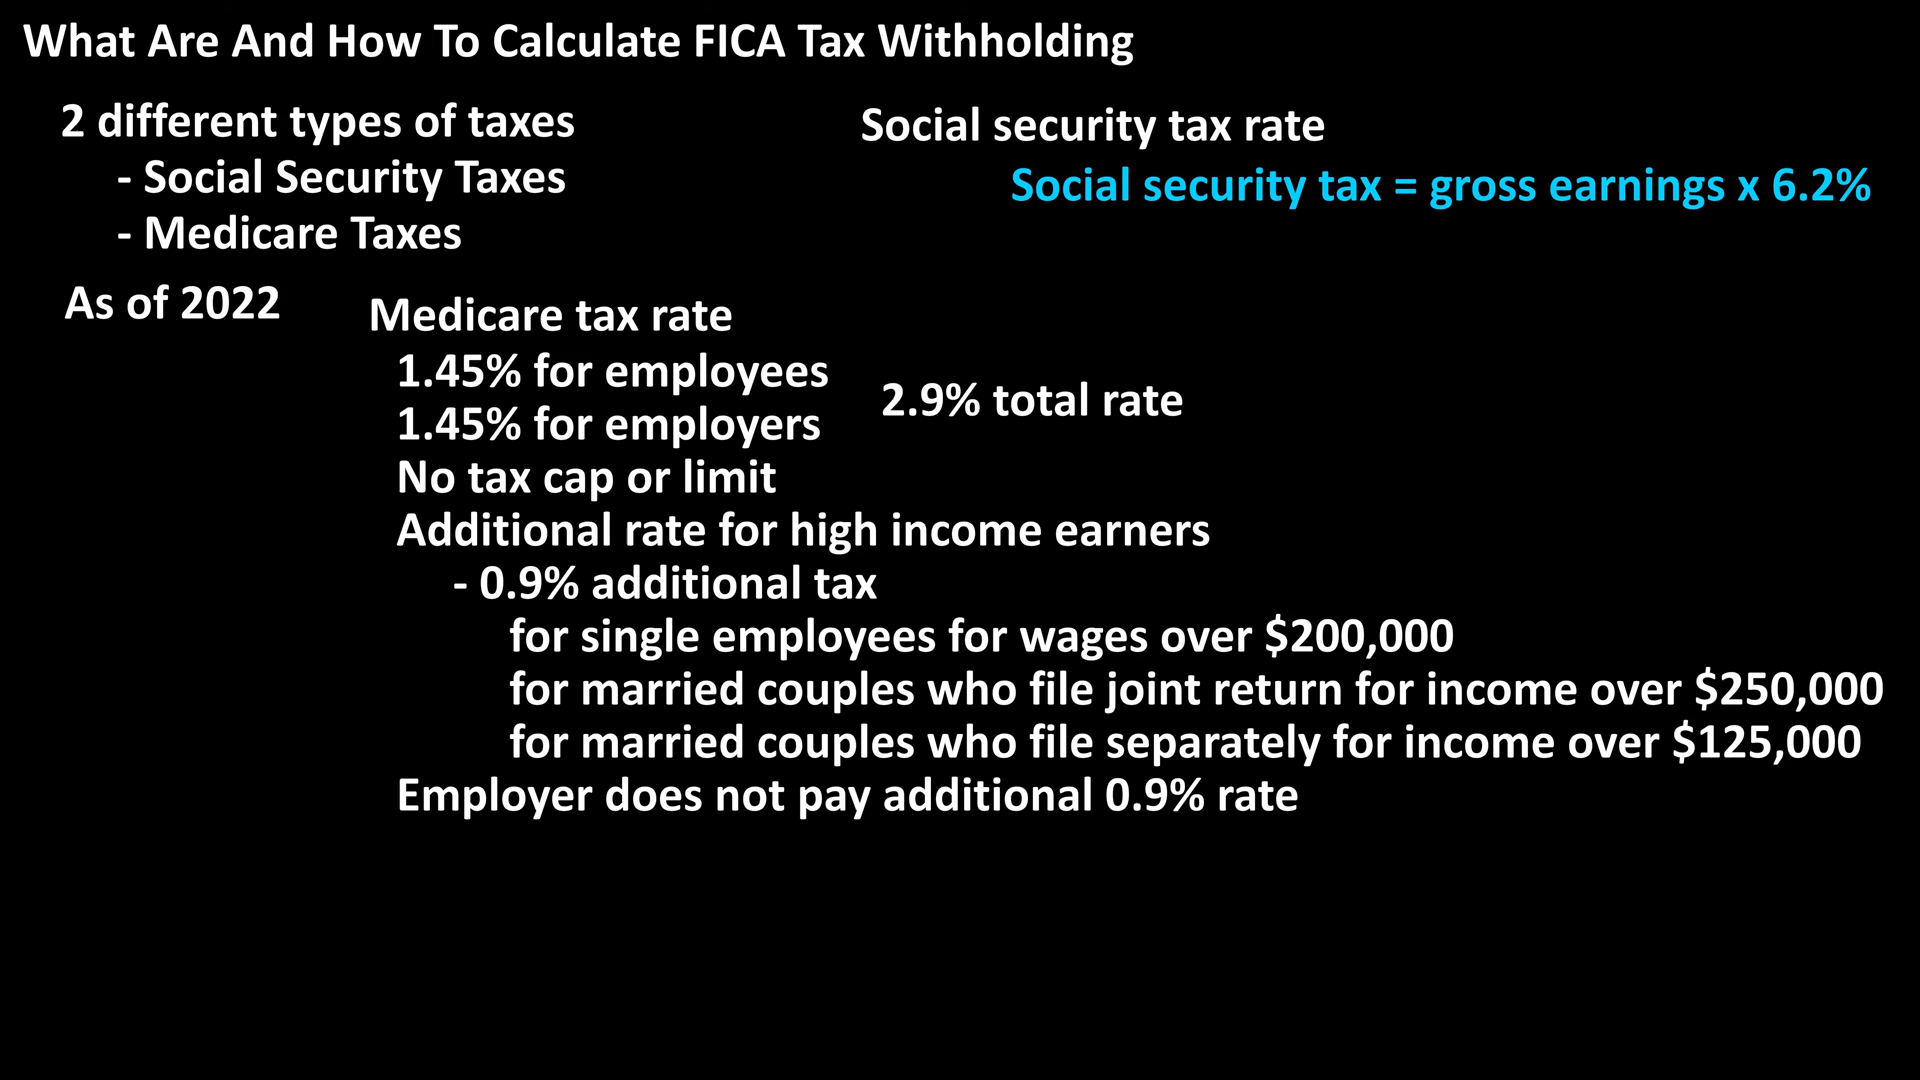 What Are And How To Calculate FICA Tax Withholding
2 different types of taxes
- Social Security Taxes
- Medicare Taxes
Social security tax rate
Social security tax = gross earnings x 6.2%
As of 2022
Medicare tax rate
1.45% for employees
1.45% for employers
2.9% total rate
No tax cap or limit
Additional rate for high income earners
- 0.9% additional tax
for single employees for wages over $200,000
for married couples who file joint return for income over $250,000
for married couples who file separately for income over $125,000
Employer does not pay additional 0.9% rate